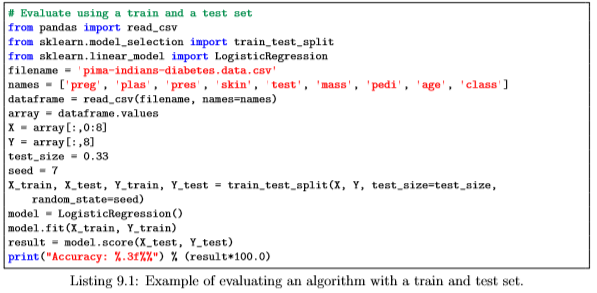 # Evaluate using a train and a test set
from pandas import read_csv
from sklearn.model_selection import train_test_split
from sklearn.linear_model import LogisticRegression
filename = 'pima-indians-diabetes.data.csv'
names = ['preg', 'plas', 'pres', 'skin', 'test', 'mass', 'pedi', 'age', 'class']
dataframe = read_csv(filename, names=names)
array = dataframe.values
X = array[:,0:8]
Y = array[:,8]
test_size = 0.33
seed = 7
X_train, X_test, Y_train, Y_test = train_test_split(X, Y, test_size=test_size,
random_state=seed)
model = LogisticRegression()
model.fit(X_train, Y_train)
result = model.score(X_test, Y_test)
print("Accuracy: %.3f%%") % (result*100.0)
Listing 9.1: Example of evaluating an algorithm with a train and test set.